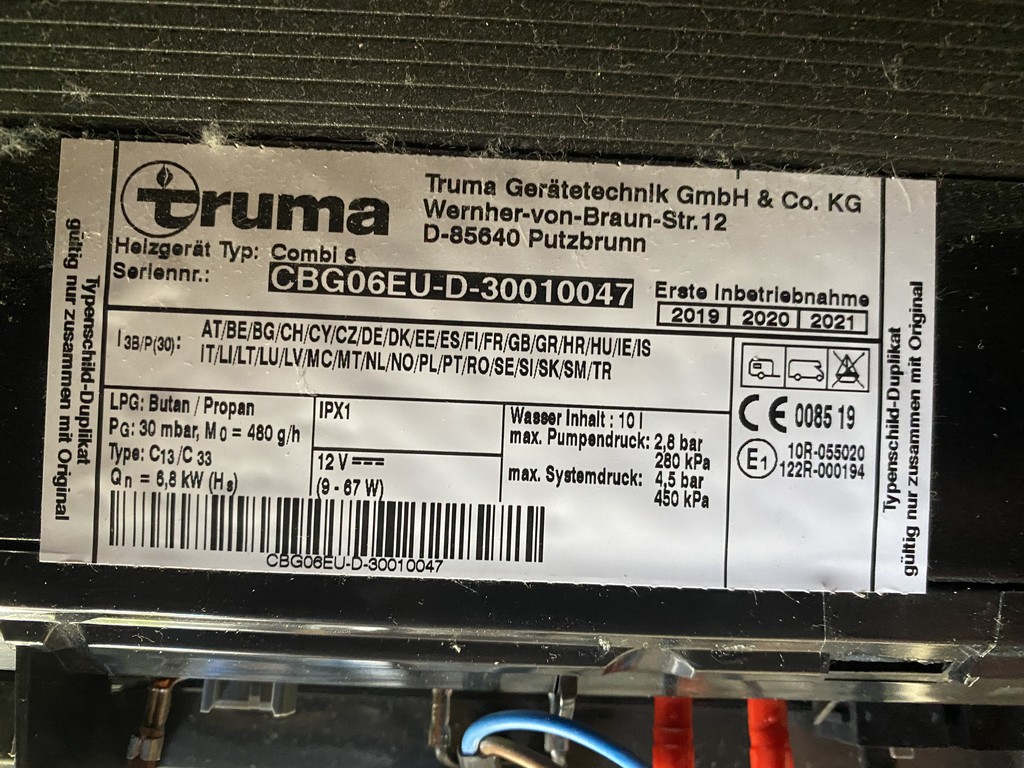 truma
Truma Gerätetechnik GmbH & Co. KG
Wernher-von-Braun-Str.12
D-85640 Putzbrunn
Heizgerät Typ: Combi 6
Seriennr.: CBG06EU-D-30010047
Erste Inbetriebnahme
2019 2020 2021
I 3B/P(30): AT/BE/BG/CH/CY/CZ/DE/DK/EE/ES/FI/FR/GB/GR/HR/HU/IE/IS
IT/LI/LT/LU/LV/MC/MT/NL/NO/PL/PT/RO/SE/SI/SK/SM/TR
LPG: Butan / Propan
PG: 30 mbar, M0 = 480 g/h
Type: C13/C 33
Qn = 6,8 kW (Hs)
IPX1
12 V
(9 - 67 W)
Wasser Inhalt : 10 l
max. Pumpendruck: 2,8 bar
280 kPa
max. Systemdruck: 4,5 bar
450 kPa
CE 0085 19
E1 10R-055020
122R-000194
CBG06EU-D-30010047
Typenschild-Duplikat
gültig nur zusammen mit Original
Typenschild-Duplikat
gültig nur zusammen mit Original